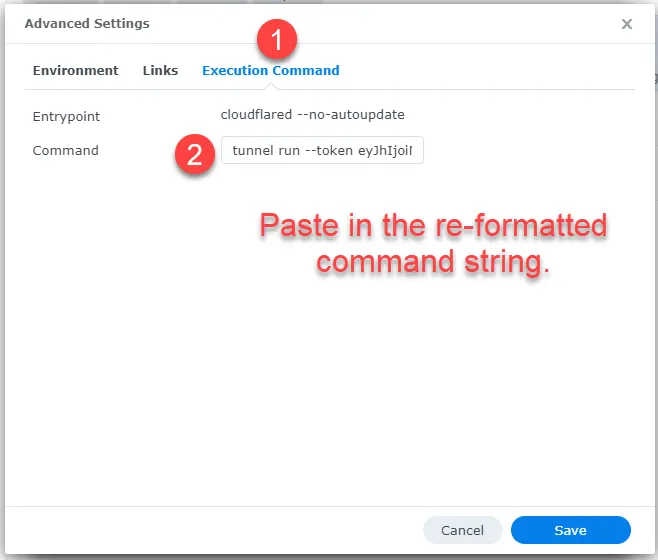 Advanced Settings
1
Environment Links Execution Command
Entrypoint cloudflared --no-autoupdate
Command 2 tunnel run --token eyJhIjoiN
Paste in the re-formatted
command string.
Cancel Save